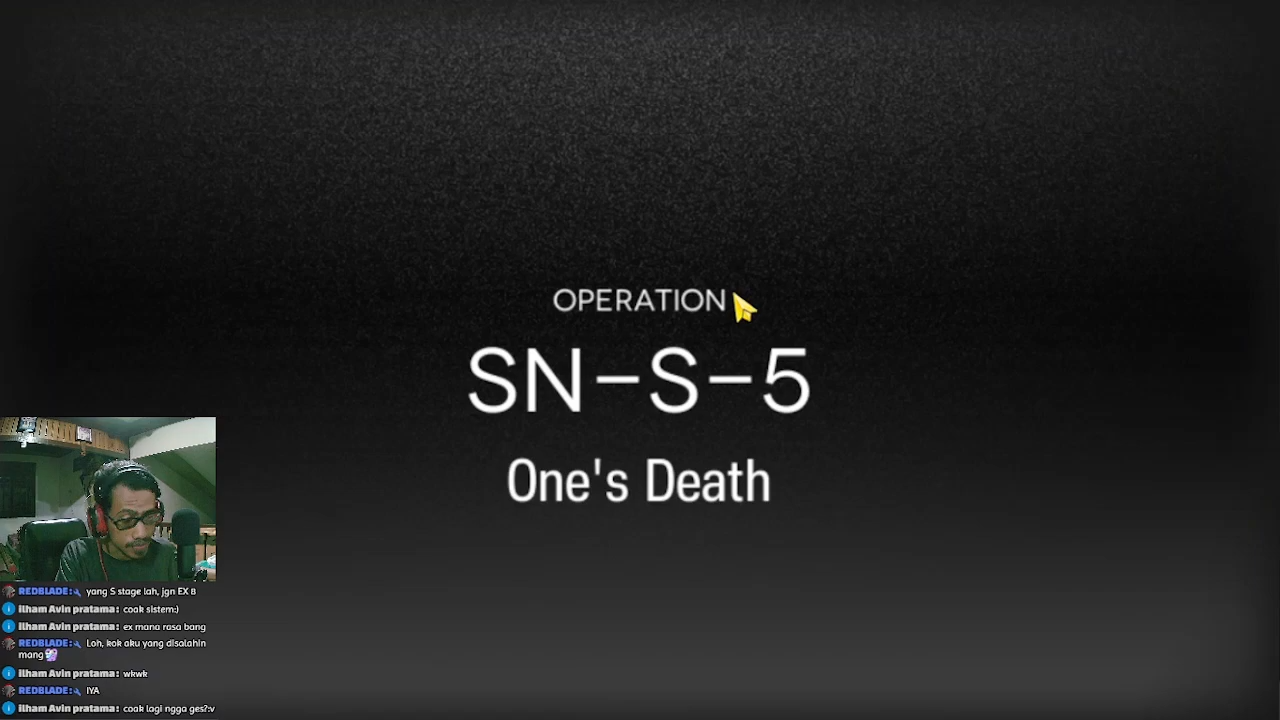 OPERATION
SN-S-5
One's Death
REDBLADE: yang S stage lah, jgn EX 8
ilham Avin pratama: coak sistem:)
ilham Avin pratama: ex mana rasa bang
REDBLADE: Loh, kok aku yang disalahin
mang
ilham Avin pratama: wkwk
REDBLADE: IYA
ilham Avin pratama: coak lagi ngga ges?:v